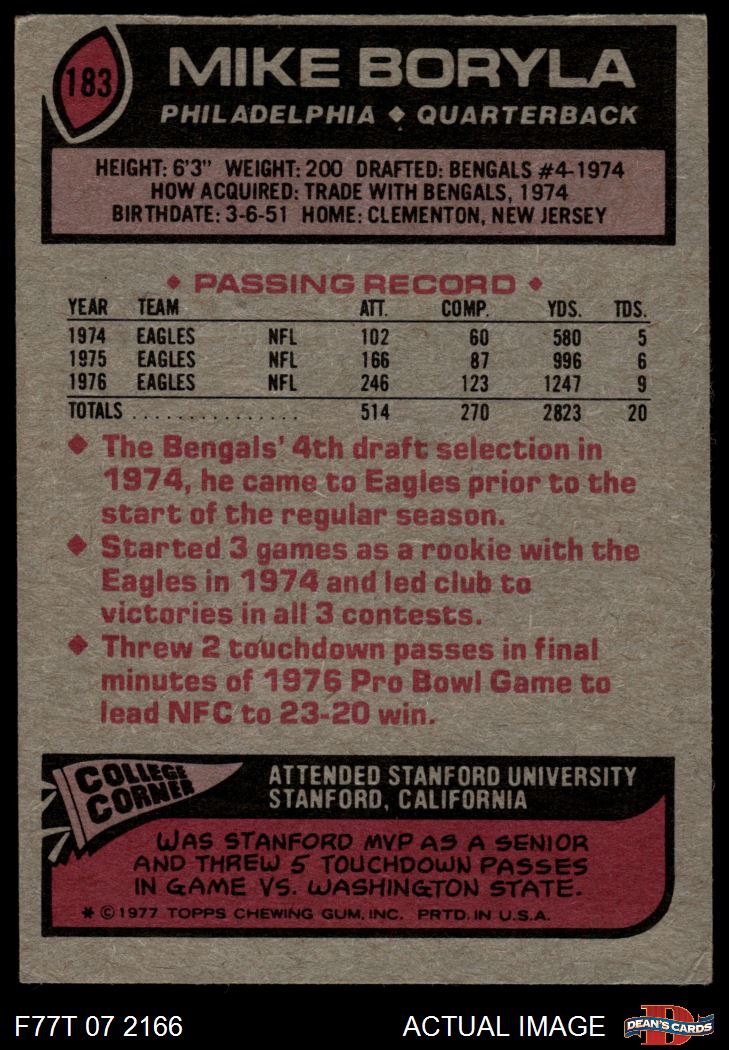 183
MIKE BORYLA
PHILADELPHIA ◆ QUARTERBACK
HEIGHT: 6'3" WEIGHT: 200 DRAFTED: BENGALS #4-1974
HOW ACQUIRED: TRADE WITH BENGALS, 1974
BIRTHDATE: 3-6-51 HOME: CLEMENTON, NEW JERSEY
◆ PASSING RECORD ◆
YEAR TEAM ATT. COMP. YDS. TDS.
1974 EAGLES NFL 102 60 580 5
1975 EAGLES NFL 166 87 996 6
1976 EAGLES NFL 246 123 1247 9
TOTALS ................ 514 270 2823 20
◆ The Bengals' 4th draft selection in
1974, he came to Eagles prior to the
start of the regular season.
◆ Started 3 games as a rookie with the
Eagles in 1974 and led club to
victories in all 3 contests.
◆ Threw 2 touchdown passes in final
minutes of 1976 Pro Bowl Game to
lead NFC to 23-20 win.
COLLEGE
CORNER
ATTENDED STANFORD UNIVERSITY
STANFORD, CALIFORNIA
WAS STANFORD MVP AS A SENIOR
AND THREW 5 TOUCHDOWN PASSES
IN GAME VS. WASHINGTON STATE.
* © 1977 TOPPS CHEWING GUM, INC. PRTD. IN U.S.A.
F77T 07 2166 ACTUAL IMAGE
D
DEAN'S CARDS